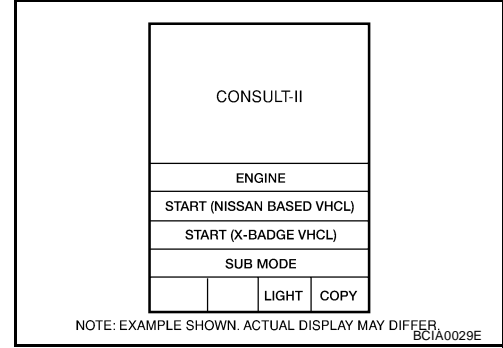 CONSULT-II
ENGINE
START (NISSAN BASED VHCL)
START (X-BADGE VHCL)
SUB MODE
LIGHT COPY
NOTE: EXAMPLE SHOWN. ACTUAL DISPLAY MAY DIFFER.
BCIA0029E